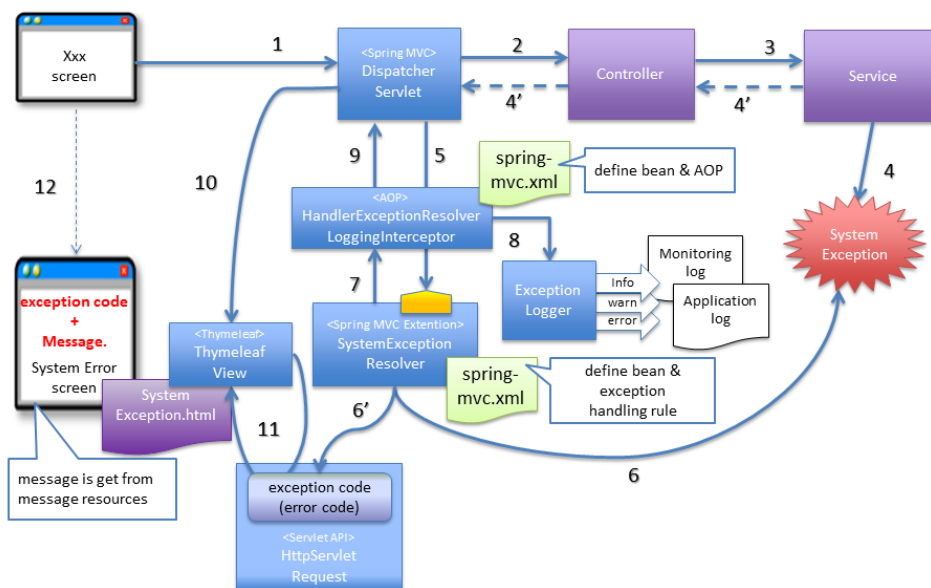 Xxx
screen
1
<Spring MVC>
Dispatcher
Servlet
2
4’
Controller
3
4’
Service
4
System
Exception
12
10
9
5
spring-
mvc.xml
define bean & AOP
<AOP>
HandlerExceptionResolver
LoggingInterceptor
8
7
Exception
Logger
Info
warn
error
Monitoring
log
Application
log
exception code
+
Message.
System Error
screen
<Thymeleaf>
Thymeleaf
View
System
Exception.html
<Spring MVC Extention>
SystemException
Resolver
spring-
mvc.xml
define bean &
exception
handling rule
6’
11
6
message is get from
message resources
exception code
(error code)
<Servlet API>
HttpServlet
Request